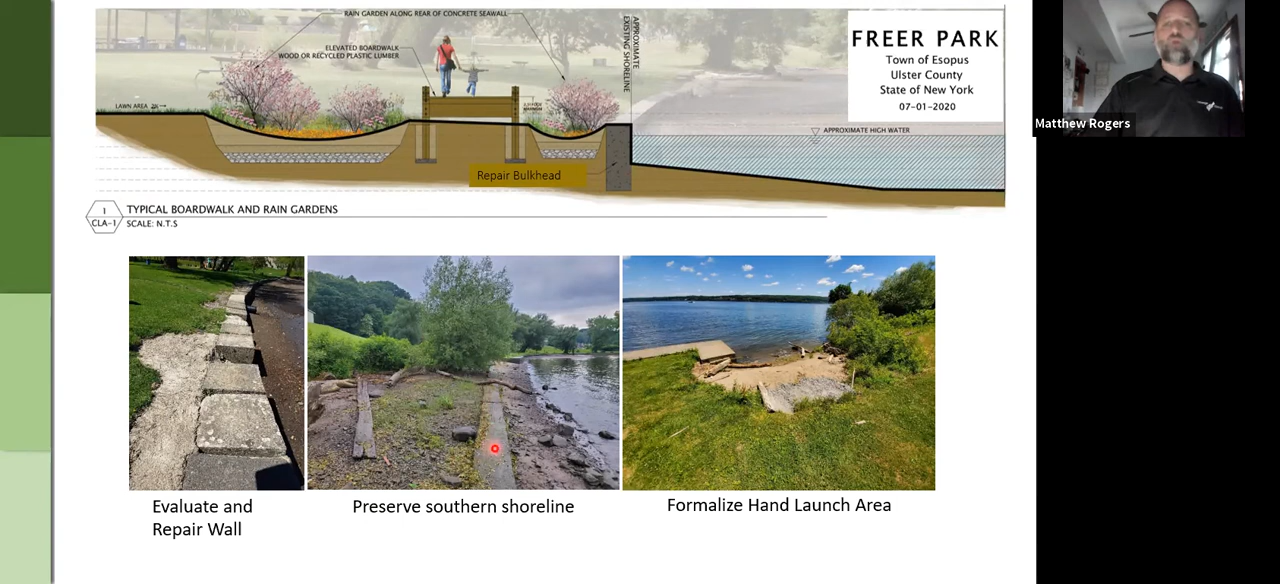 RAIN GARDEN ALONG REAR OF CONCRETE SEAWALL
ELEVATED BOARDWALK
WOOD OR RECYCLED PLASTIC LUMBER
APPROXIMATE
EXISTING SHORELINE
FREER PARK
Town of Esopus
Ulster County
State of New York
07-01-2020
LAWN AREA
APPROXIMATE HIGH WATER
Repair Bulkhead
1
CLA-1
TYPICAL BOARDWALK AND RAIN GARDENS
SCALE: N.T.S
Evaluate and
Repair Wall
Preserve southern shoreline
Formalize Hand Launch Area
Matthew Rogers